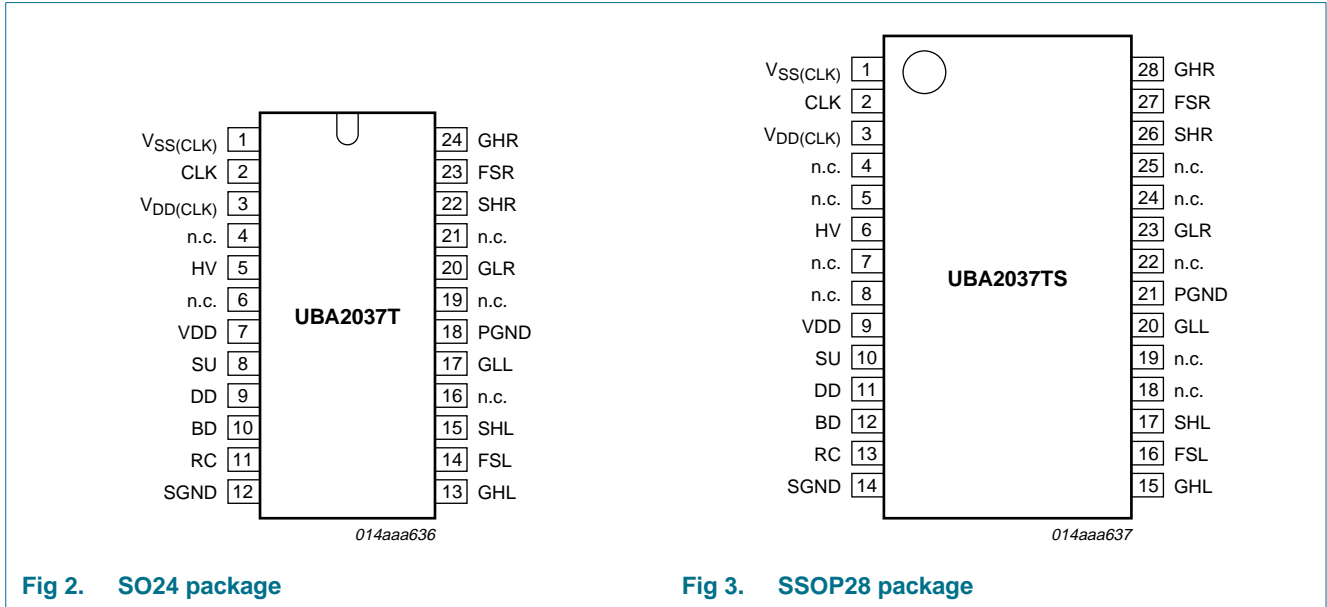 VSS(CLK) 1
CLK 2
VDD(CLK) 3
n.c. 4
HV 5
n.c. 6
VDD 7
SU 8
DD 9
BD 10
RC 11
SGND 12
UBA2037T
24 GHR
23 FSR
22 SHR
21 n.c.
20 GLR
19 n.c.
18 PGND
17 GLL
16 n.c.
15 SHL
14 FSL
13 GHL
014aaa636
Fig 2. SO24 package
VSS(CLK) 1
CLK 2
VDD(CLK) 3
n.c. 4
n.c. 5
HV 6
n.c. 7
n.c. 8
VDD 9
SU 10
DD 11
BD 12
RC 13
SGND 14
UBA2037TS
28 GHR
27 FSR
26 SHR
25 n.c.
24 n.c.
23 GLR
22 n.c.
21 PGND
20 GLL
19 n.c.
18 n.c.
17 SHL
16 FSL
15 GHL
014aaa637
Fig 3. SSOP28 package